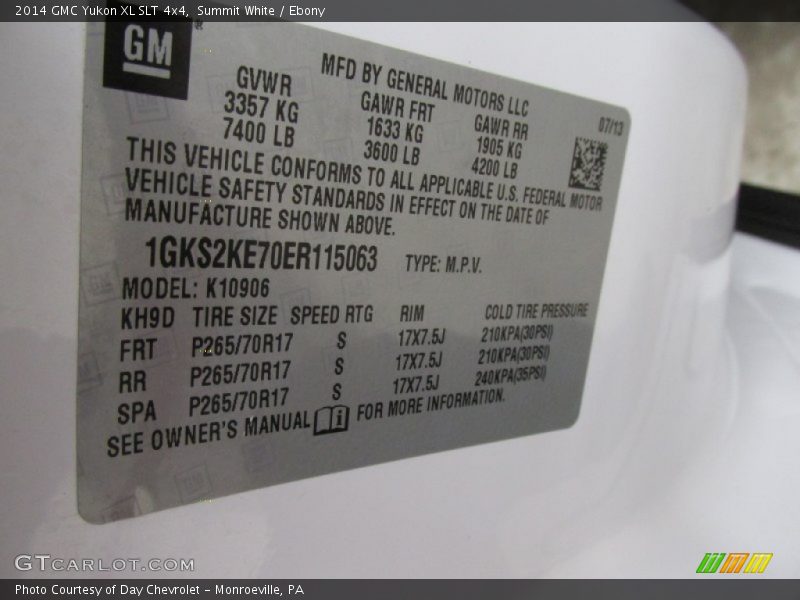 2014 GMC Yukon XL SLT 4x4, Summit White / Ebony
GM
MFD BY GENERAL MOTORS LLC
07/13
GVWR GAWR FRT GAWR RR
3357 KG 1633 KG 1905 KG
7400 LB 3600 LB 4200 LB
THIS VEHICLE CONFORMS TO ALL APPLICABLE U.S. FEDERAL MOTOR
VEHICLE SAFETY STANDARDS IN EFFECT ON THE DATE OF
MANUFACTURE SHOWN ABOVE.
1GKS2KE70ER115063 TYPE: M.P.V.
MODEL: K10906
KH9D TIRE SIZE SPEED RTG RIM COLD TIRE PRESSURE
FRT P265/70R17 S 17X7.5J 210KPA(30PSI)
RR P265/70R17 S 17X7.5J 210KPA(30PSI)
SPA P265/70R17 S 17X7.5J 240KPA(35PSI)
SEE OWNER'S MANUAL i FOR MORE INFORMATION.
GTCARLOT.COM
Photo Courtesy of Day Chevrolet – Monroeville, PA